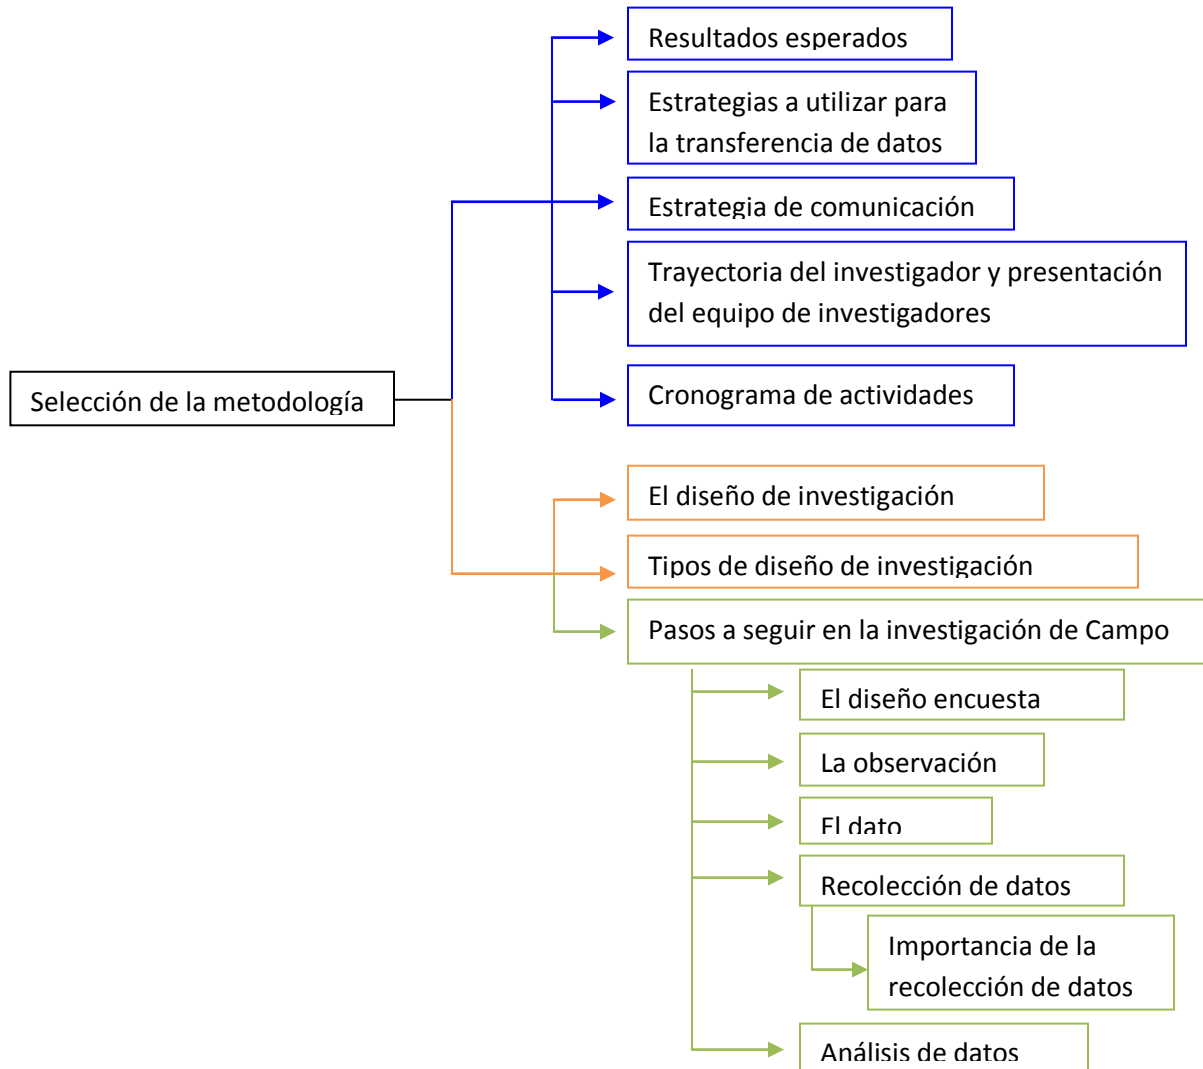 Resultados esperados
Estrategias a utilizar para
la transferencia de datos
Estrategia de comunicación
Trayectoria del investigador y presentación
del equipo de investigadores
Selección de la metodología
Cronograma de actividades
El diseño de investigación
Tipos de diseño de investigación
Pasos a seguir en la investigación de Campo
El diseño encuesta
La observación
El dato
Recolección de datos
Importancia de la
recolección de datos
Análisis de datos